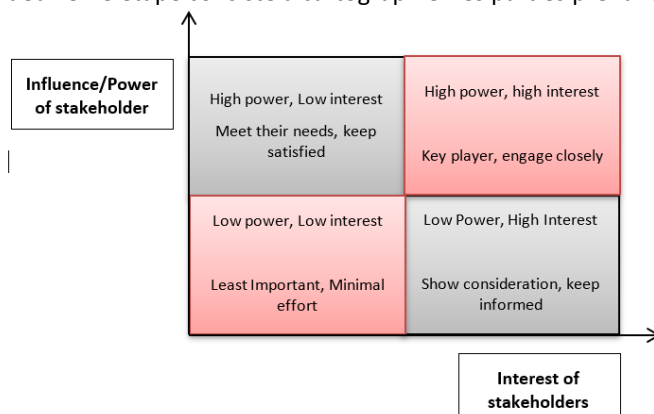 Influence/Power
of stakeholder
High power, Low interest
Meet their needs, keep
satisfied
High power, high interest
Key player, engage closely
Low power, Low interest
Least Important, Minimal
effort
Low Power, High Interest
Show consideration, keep
informed
Interest of
stakeholders